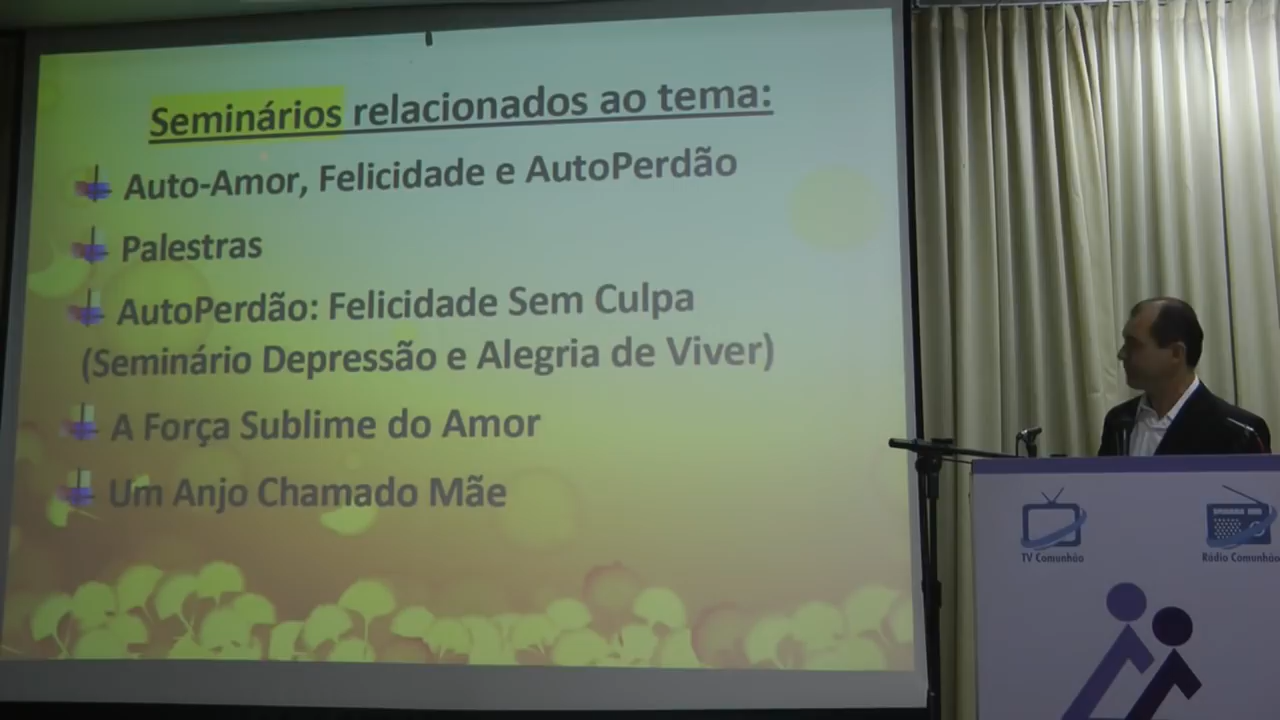 Seminários relacionados ao tema:
Auto-Amor, Felicidade e AutoPerdão
Palestras
AutoPerdão: Felicidade Sem Culpa
(Seminário Depressão e Alegria de Viver)
A Força Sublime do Amor
Um Anjo Chamado Mãe
TV Comunhão
Rádio Comunhão